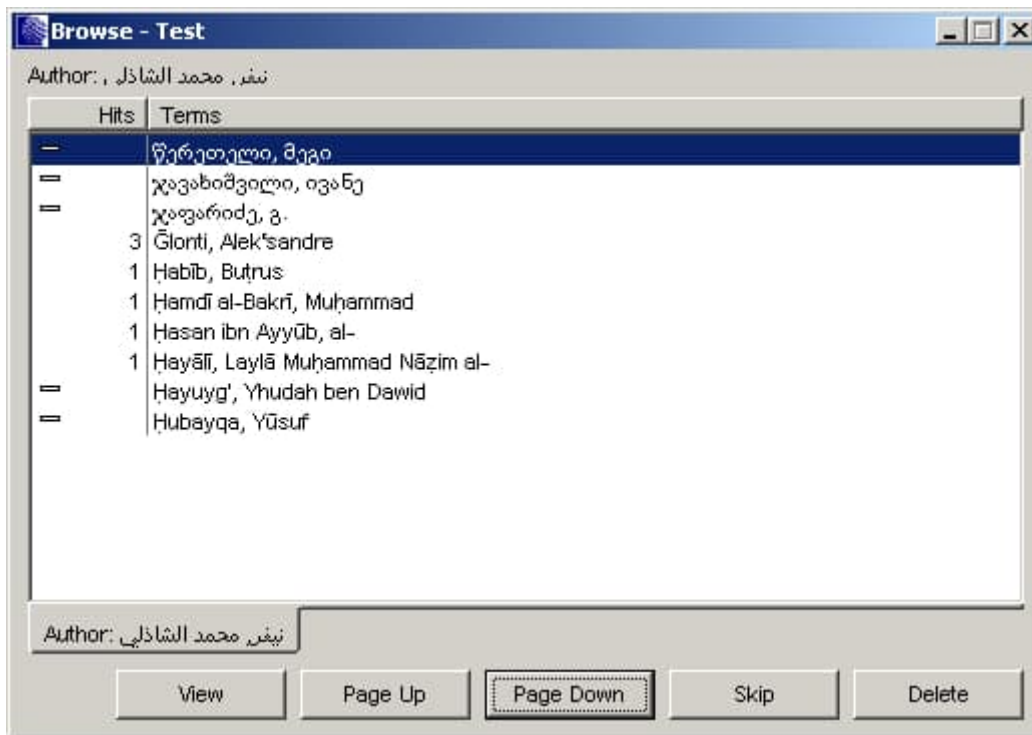 Browse - Test
Author: نيفر, محمد الشاذلي ,
Hits Terms
წერეთელი, მეგი
ჯავახიშვილი, ივანე
ჯაფარიძე, გ.
3 Ḡlonti, Alekʻsandre
1 Ḥabīb, Buṭrus
1 Ḥamdī al-Bakrī, Muḥammad
1 Ḥasan ibn Ayyūb, al-
1 Ḥayālī, Laylā Muḥammad Nāẓim al-
Ḥayuyg', Yhudah ben Dawid
Ḥubayqa, Yūsuf
Author: نيفر, محمد الشاذلي
View Page Up Page Down Skip Delete